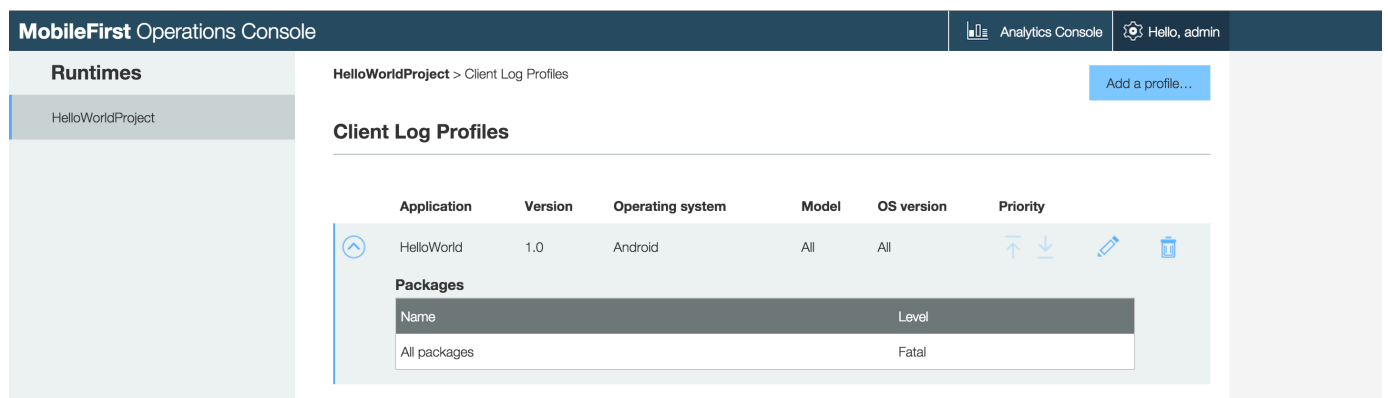 MobileFirst Operations Console
Analytics Console
Hello, admin
Runtimes
HelloWorldProject
HelloWorldProject > Client Log Profiles
Add a profile...
Client Log Profiles
Application Version Operating system Model OS version Priority
HelloWorld 1.0 Android All All
Packages
Name Level
All packages Fatal